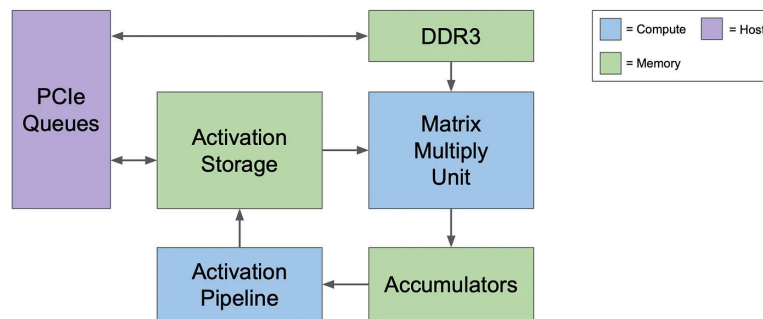 DDR3
= Compute
= Host
= Memory
PCIe
Queues
Activation
Storage
Matrix
Multiply
Unit
Activation
Pipeline
Accumulators